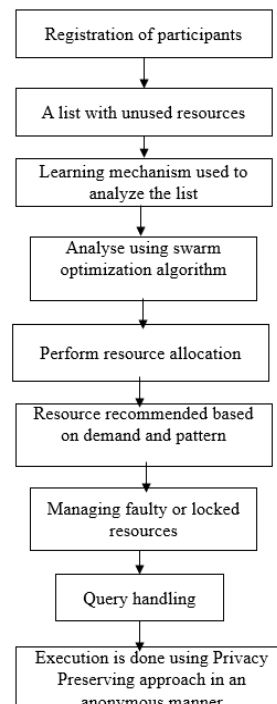 Registration of participants
A list with unused resources
Learning mechanism used to
analyze the list
Analyse using swarm
optimization algorithm
Perform resource allocation
Resource recommended based
on demand and pattern
Managing faulty or locked
resources
Query handling
Execution is done using Privacy
Preserving approach in an
anonymous manner